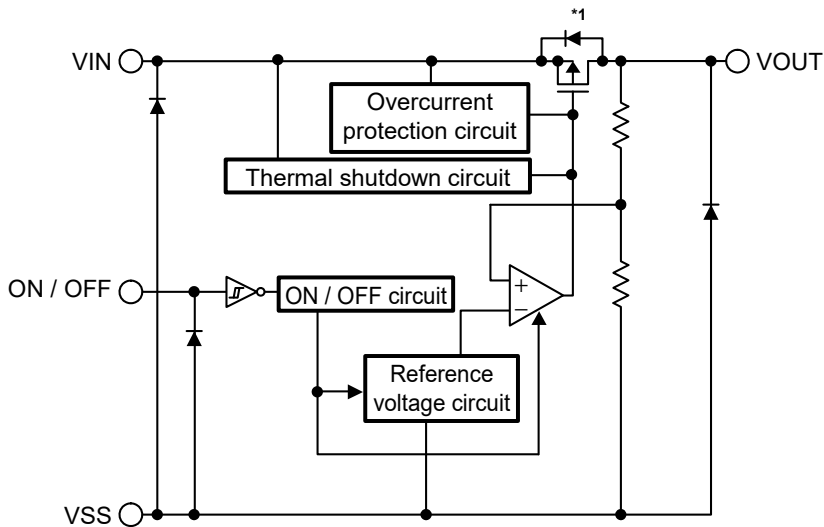 *1
VIN
VOUT
Overcurrent
protection circuit
Thermal shutdown circuit
ON / OFF
ON / OFF circuit
+
−
Reference
voltage circuit
VSS